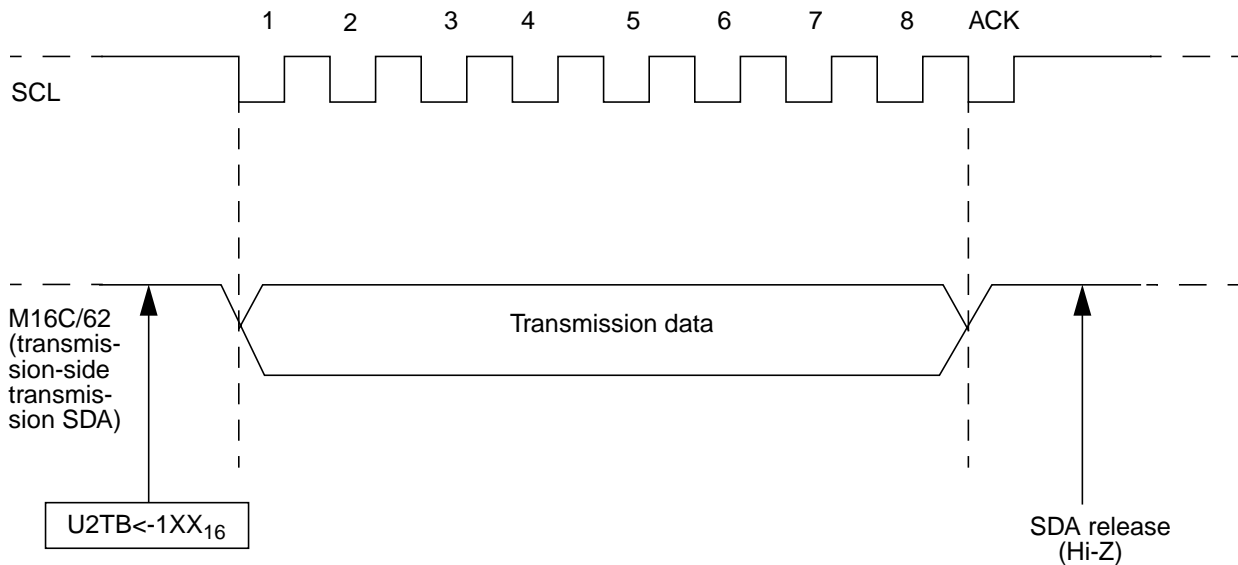 1 2 3 4 5 6 7 8 ACK
SCL
M16C/62
(transmis-
sion-side
transmis-
sion SDA)
Transmission data
U2TB<-1XX16
SDA release
(Hi-Z)